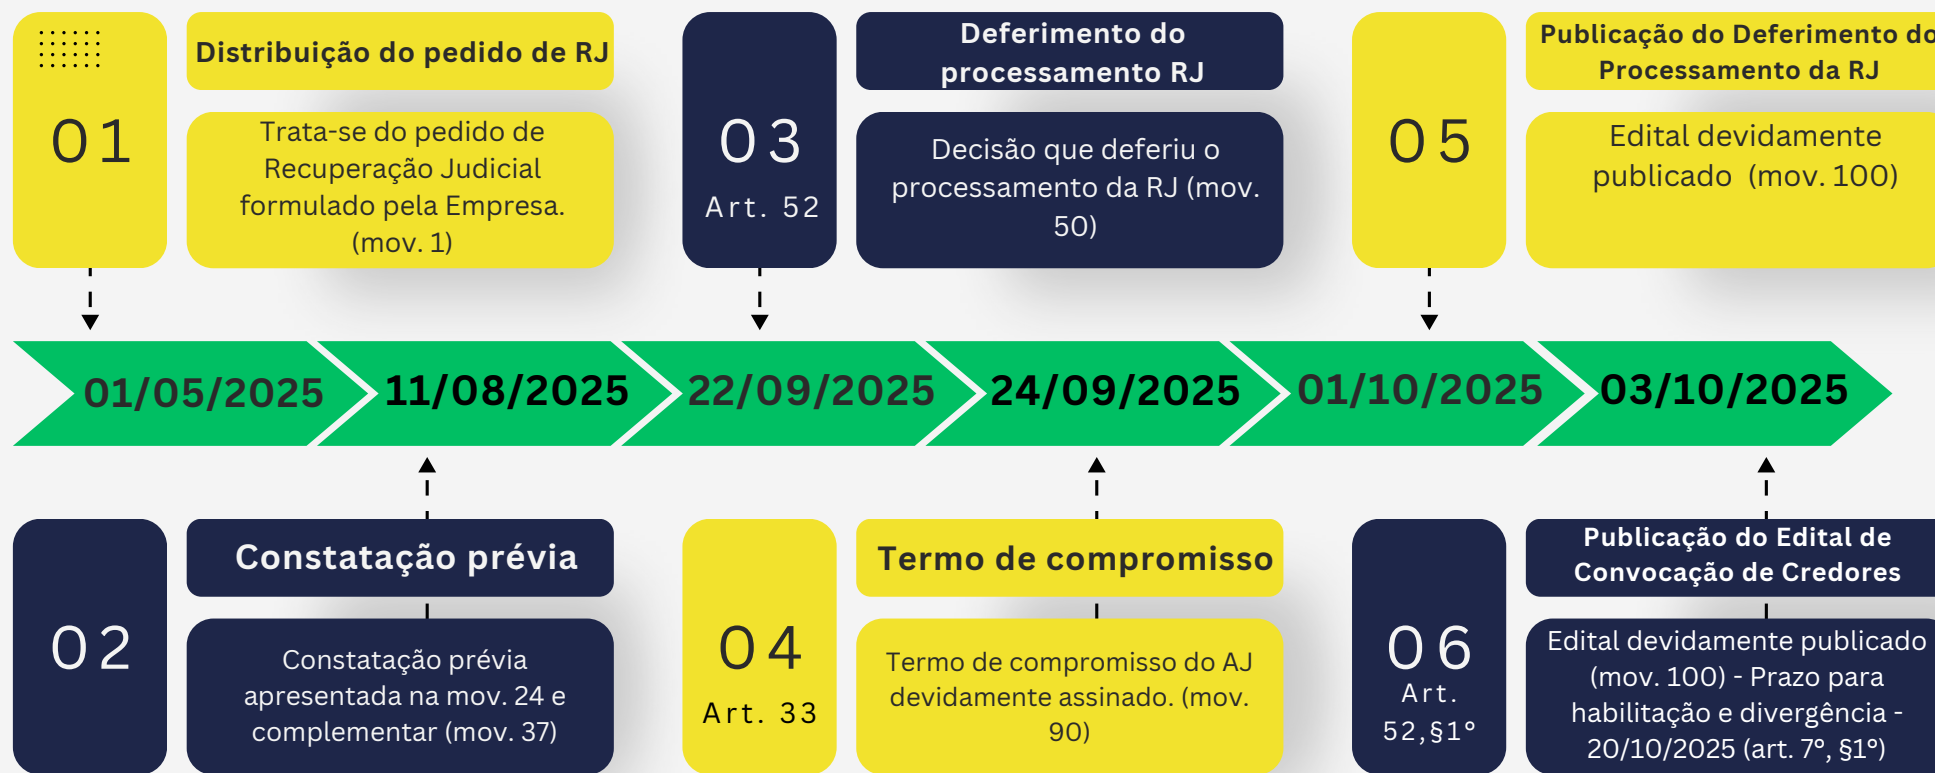 01
Distribuição do pedido de RJ
Trata-se do pedido de
Recuperação Judicial
formulado pela Empresa.
(mov. 1)
03
Art. 52
Deferimento do
processamento RJ
Decisão que deferiu o
processamento da RJ (mov.
50)
05
Publicação do Deferimento do
Processamento da RJ
Edital devidamente
publicado (mov. 100)
01/05/2025
11/08/2025
22/09/2025
24/09/2025
01/10/2025
03/10/2025
02
Constatação prévia
Constatação prévia
apresentada na mov. 24 e
complementar (mov. 37)
04
Art. 33
Termo de compromisso
Termo de compromisso do AJ
devidamente assinado. (mov.
90)
06
Art.
52,§1º
Publicação do Edital de
Convocação de Credores
Edital devidamente publicado
(mov. 100) - Prazo para
habilitação e divergência -
20/10/2025 (art. 7º, §1º)